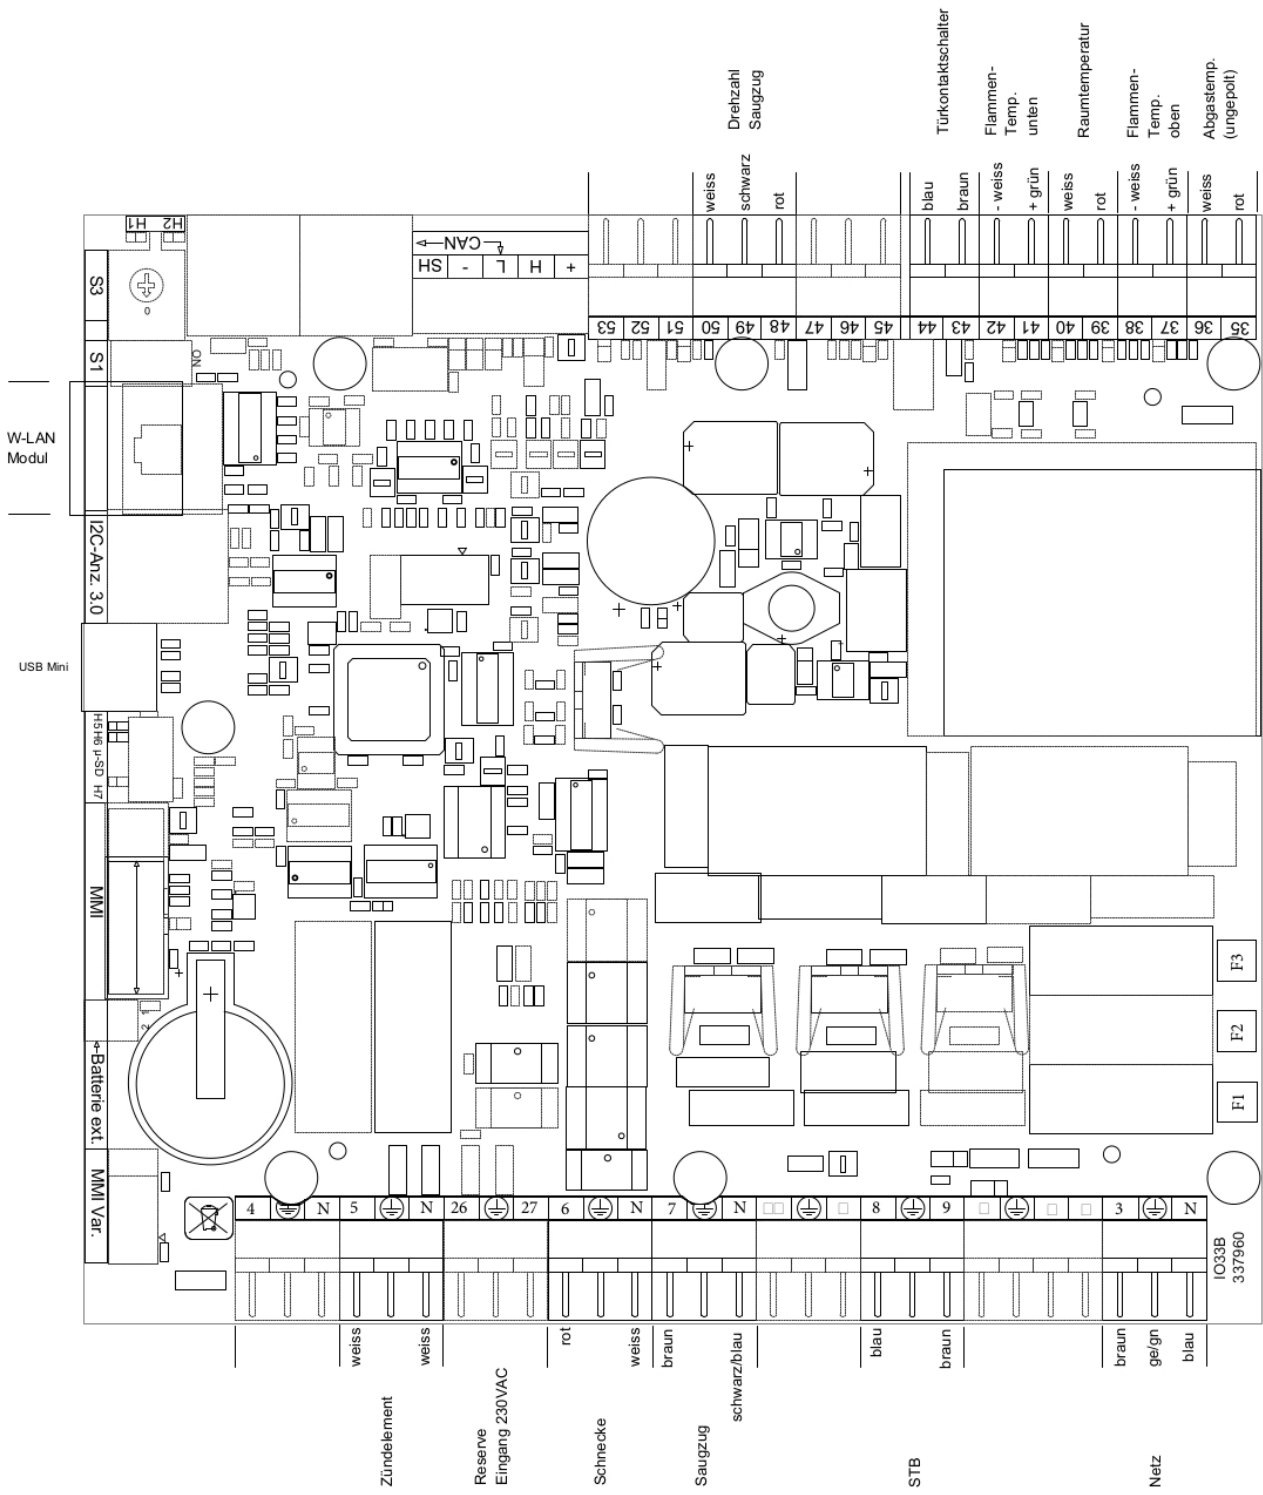 Drehzahl
Saugzug
Türkontaktschalter
Flammen-
Temp.
unten
Raumtemperatur
Flammen-
Temp.
oben
Abgastemp.
(ungepolt)
weiss
schwarz
rot
blau
braun
- weiss
+ grün
weiss
rot
- weiss
+ grün
weiss
rot
H1
H2
CAN
SH
-
L
H
+
53
52
51
50
49
48
47
46
45
44
43
42
41
40
39
38
37
36
35
S3
0
S1
ON
W-LAN
Modul
I2C-Anz. 3.0
USB Mini
H5 H6 µ-SD H7
MMI
Batterie ext.
MMI Var.
F3
F2
F1
4
N
5
N
26
27
6
N
7
N
8
9
3
N
IO33B
337960
weiss
weiss
rot
weiss
braun
schwarz/blau
blau
braun
braun
ge/gn
blau
Zündelement
Reserve
Eingang 230VAC
Schnecke
Saugzug
STB
Netz